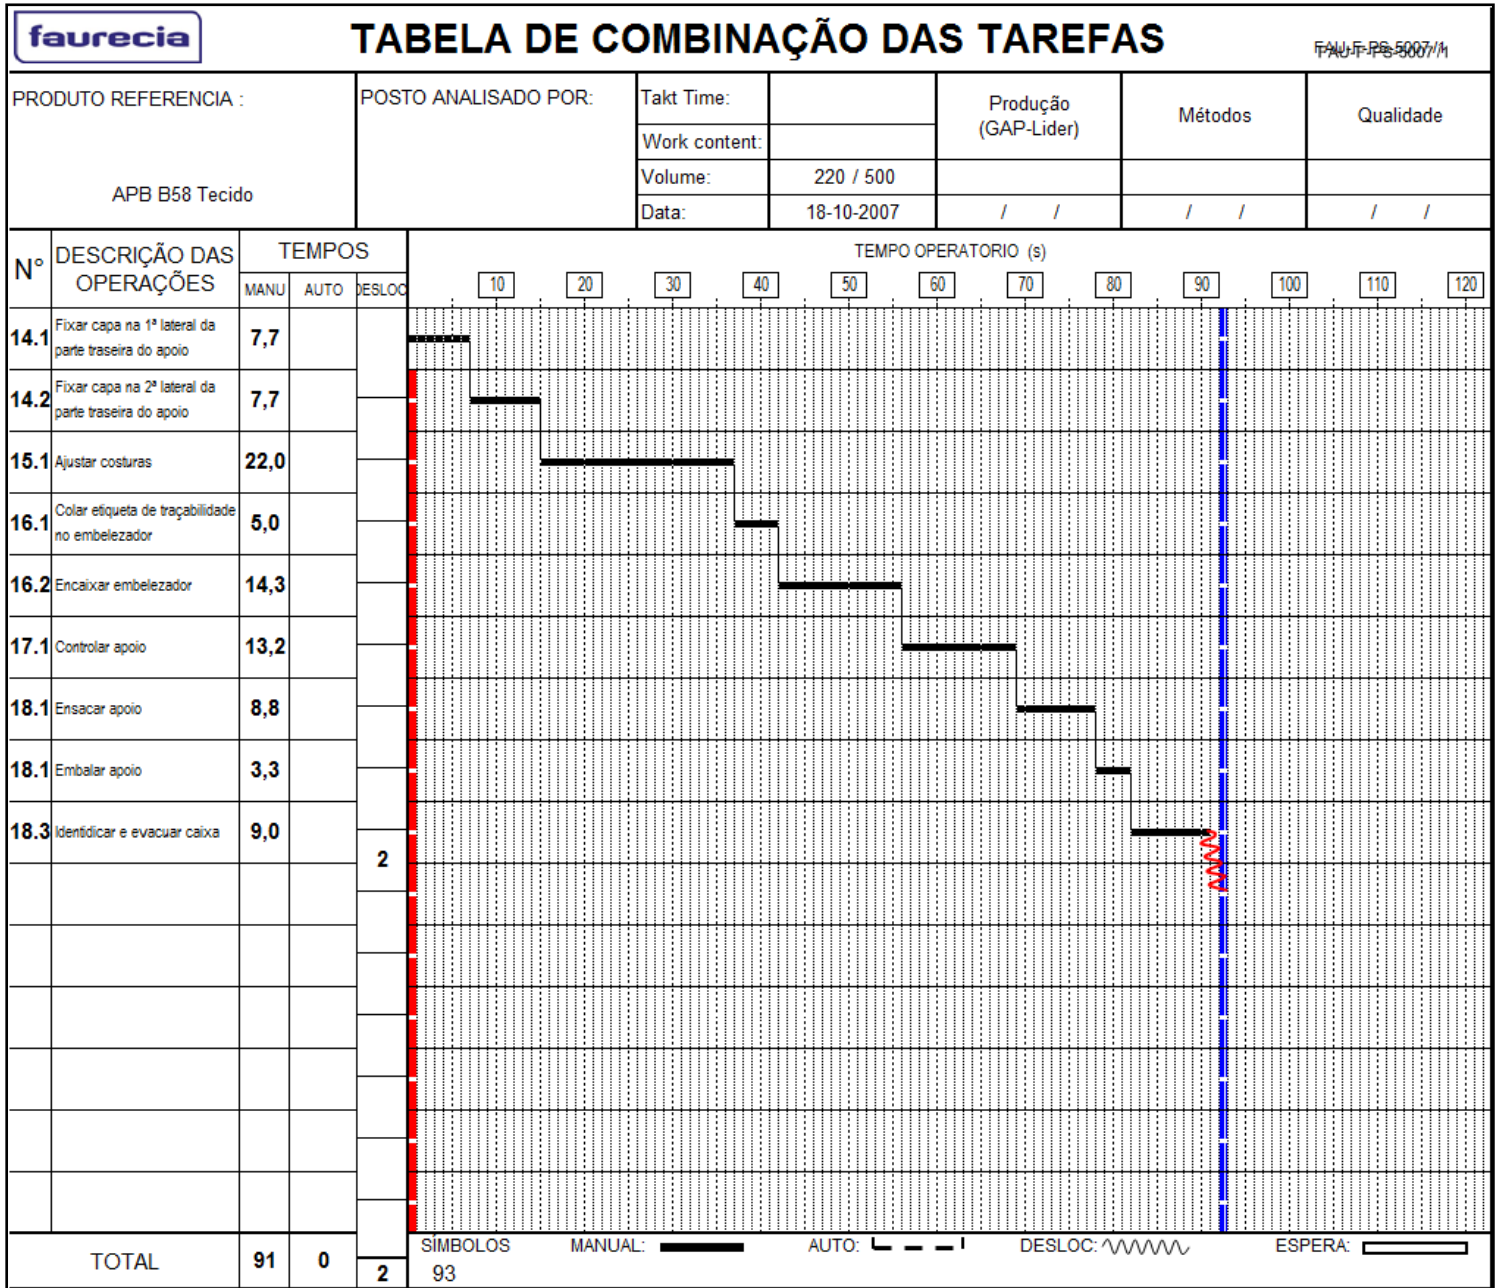 faurecia
TABELA DE COMBINAÇÃO DAS TAREFAS
FAU-F-PS-5007/1
PRODUTO REFERENCIA :
APB B58 Tecido
POSTO ANALISADO POR:
Takt Time:
Work content:
Volume: 220 / 500
Data: 18-10-2007
Produção
(GAP-Lider)
Métodos
Qualidade
/ /
/ /
/ /
N°
DESCRIÇÃO DAS
OPERAÇÕES
TEMPOS
MANU AUTO DESLOC
TEMPO OPERATORIO (s)
10 20 30 40 50 60 70 80 90 100 110 120
14.1 Fixar capa na 1ª lateral da
parte traseira do apoio
7,7
14.2 Fixar capa na 2ª lateral da
parte traseira do apoio
7,7
15.1 Ajustar costuras 22,0
16.1 Colar etiqueta de traçabilidade
no embelezador
5,0
16.2 Encaixar embelezador 14,3
17.1 Controlar apoio 13,2
18.1 Ensacar apoio 8,8
18.1 Embalar apoio 3,3
18.3 Identidicar e evacuar caixa 9,0
2
TOTAL 91 0 2
SÍMBOLOS MANUAL: AUTO: DESLOC: ESPERA:
93